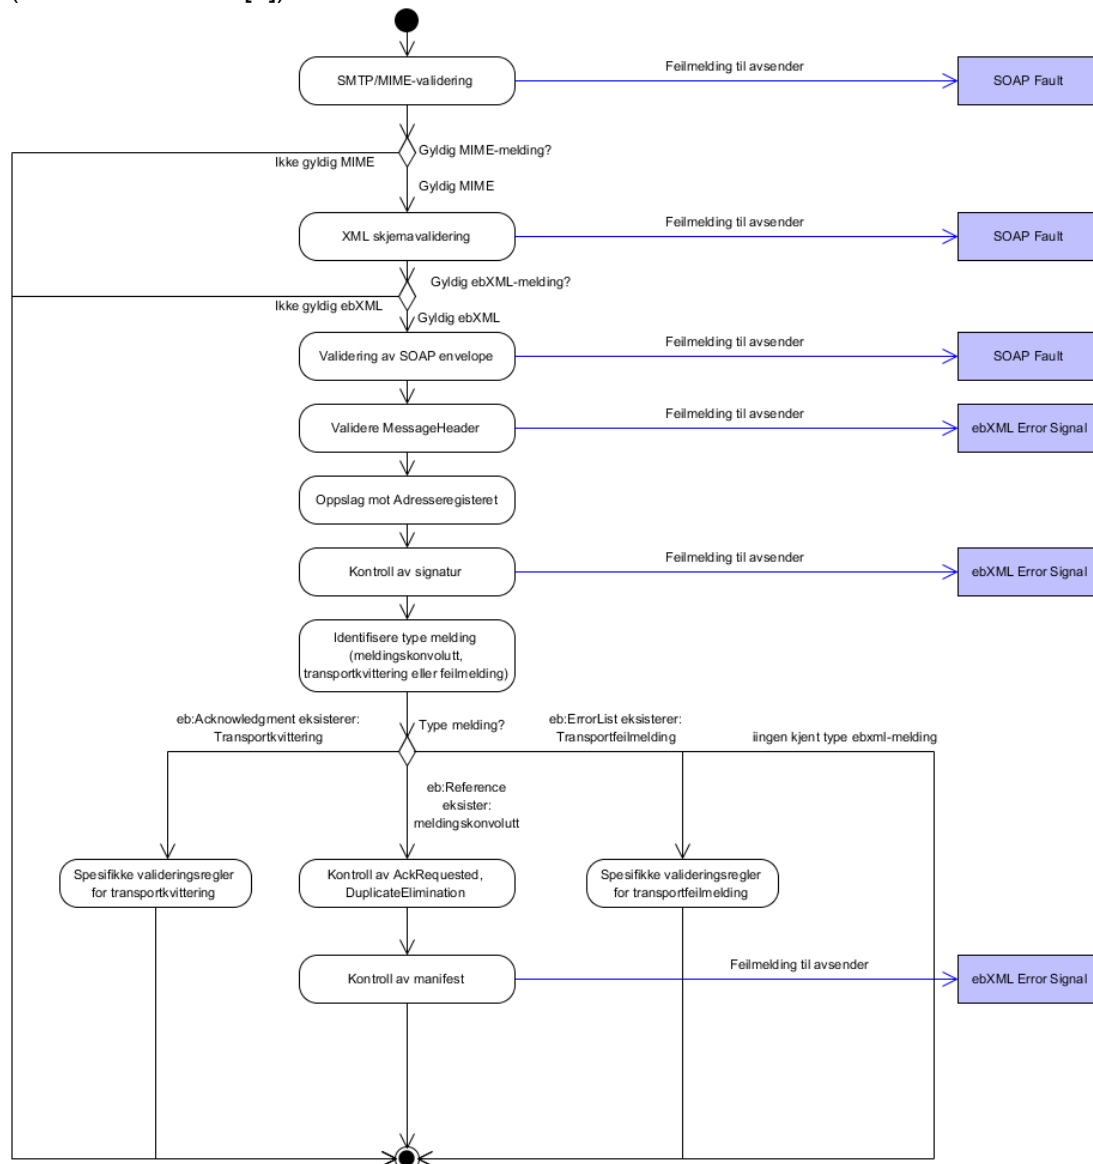 SMTP/MIME-validering
Feilmelding til avsender
SOAP Fault
Gyldig MIME-melding?
Ikke gyldig MIME
Gyldig MIME
XML skjemavalidering
Feilmelding til avsender
SOAP Fault
Gyldig ebXML-melding?
Ikke gyldig ebXML
Gyldig ebXML
Validering av SOAP envelope
Feilmelding til avsender
SOAP Fault
Validere MessageHeader
Feilmelding til avsender
ebXML Error Signal
Oppslag mot Adresseregisteret
Kontroll av signatur
Feilmelding til avsender
ebXML Error Signal
Identifisere type melding
(meldingskonvolutt,
transportkvittering eller feilmelding)
eb:Acknowledgment eksisterer:
Transportkvittering
Type melding?
eb:ErrorList eksisterer:
Transportfeilmelding
iingen kjent type ebxml-melding
eb:Reference
eksister:
meldingskonvolutt
Spesifikke valideringsregler
for transportkvittering
Kontroll av AckRequested,
DuplicateElimination
Spesifikke valideringsregler
for transportfeilmelding
Kontroll av manifest
Feilmelding til avsender
ebXML Error Signal